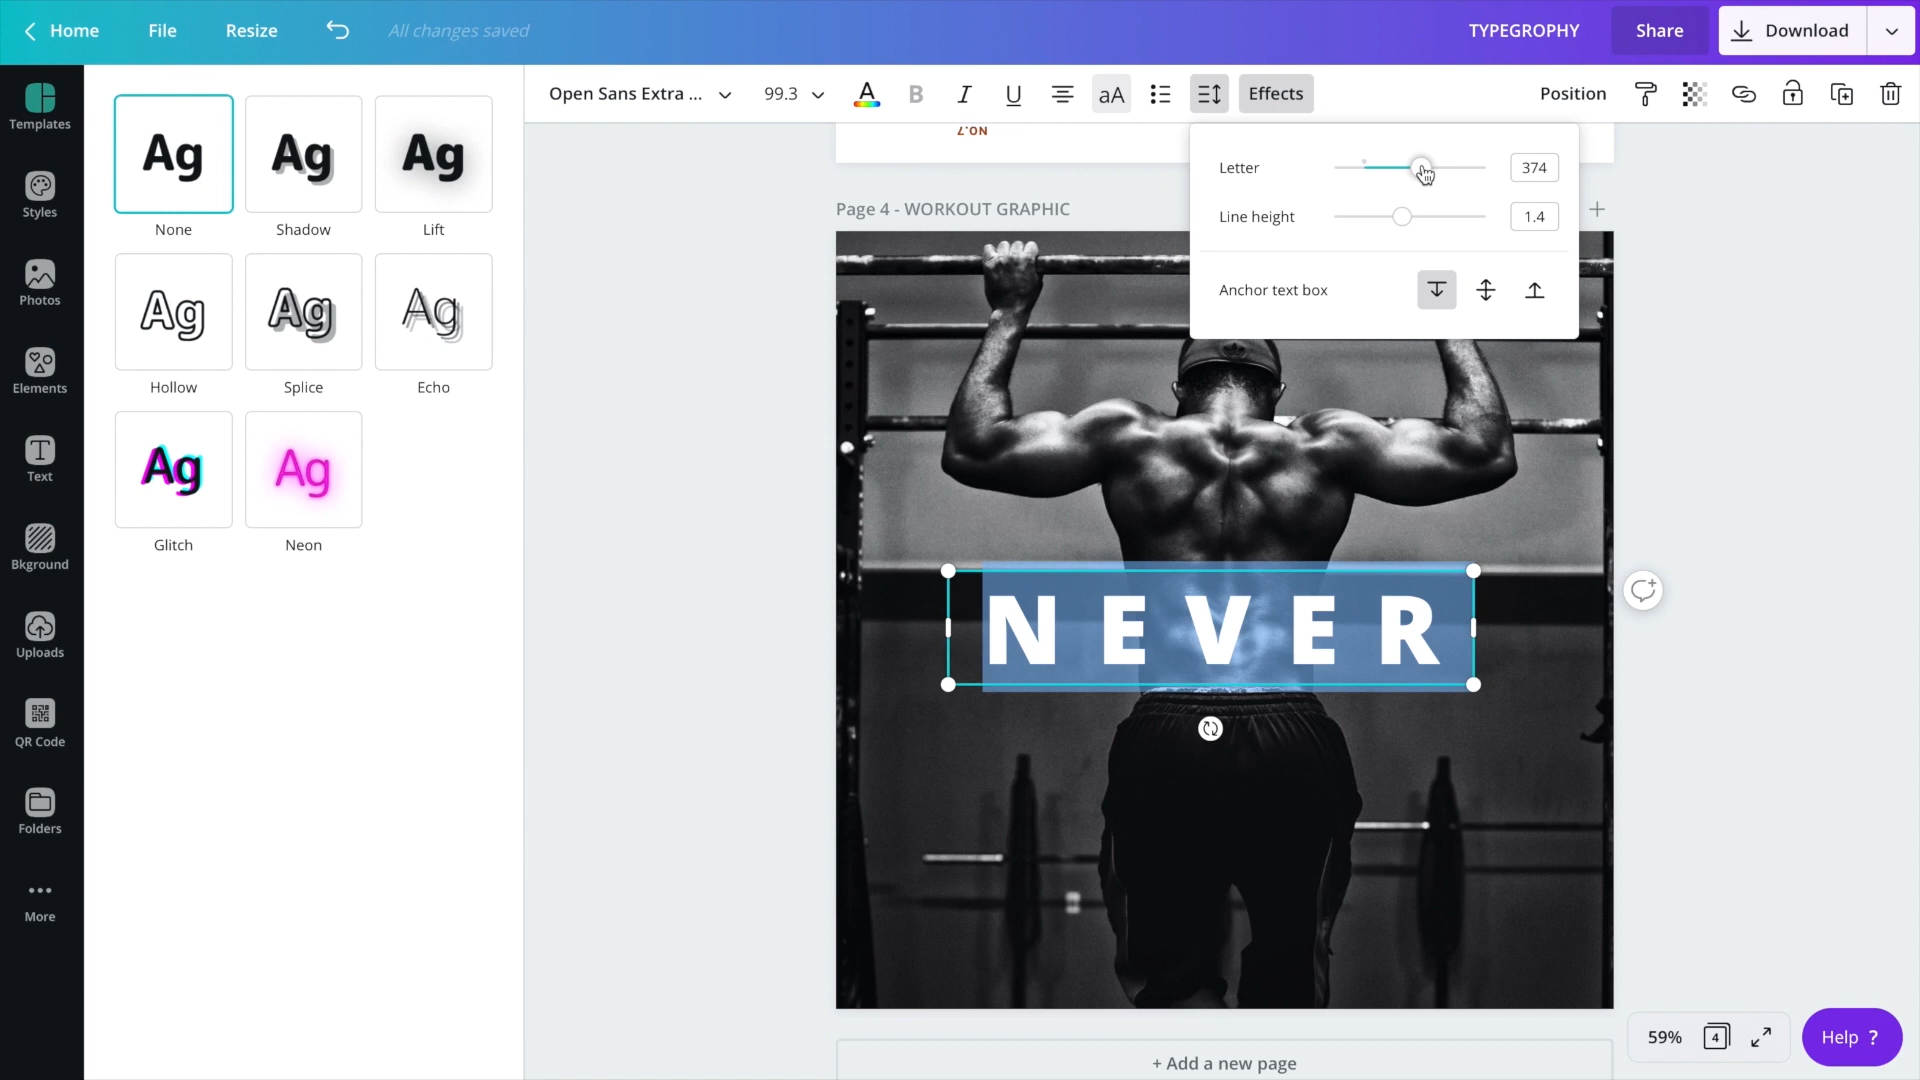 Home
File
Resize
All changes saved
TYPEGROPHY
Share
Download
Templates
Styles
Photos
Elements
Text
Bkground
Uploads
QR Code
Folders
More
Ag
None
Ag
Shadow
Ag
Lift
Ag
Hollow
Ag
Splice
Ag
Echo
Ag
Glitch
Ag
Neon
Open Sans Extra ...
99.3
A
B
I
U
aA
Effects
Position
NO.7
Letter
374
Line height
1.4
Anchor text box
Page 4 - WORKOUT GRAPHIC
NEVER
+ Add a new page
59%
4
Help ?